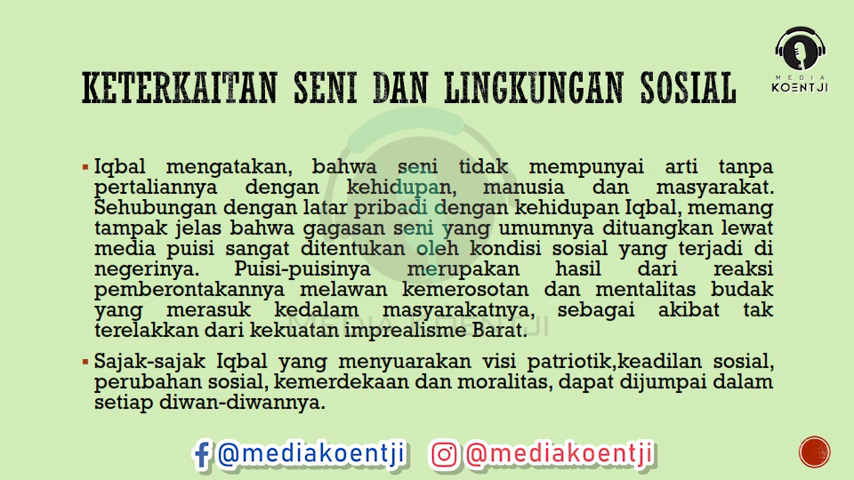 MEDIA
KOENTJI
KETERKAITAN SENI DAN LINGKUNGAN SOSIAL
▪ Iqbal mengatakan, bahwa seni tidak mempunyai arti tanpa
pertaliannya dengan kehidupan, manusia dan masyarakat.
Sehubungan dengan latar pribadi dengan kehidupan Iqbal, memang
tampak jelas bahwa gagasan seni yang umumnya dituangkan lewat
media puisi sangat ditentukan oleh kondisi sosial yang terjadi di
negerinya. Puisi-puisinya merupakan hasil dari reaksi
pemberontakannya melawan kemerosotan dan mentalitas budak
yang merasuk kedalam masyarakatnya, sebagai akibat tak
terelakkan dari kekuatan imprealisme Barat.
MEDIA KOENTJI
▪ Sajak-sajak Iqbal yang menyuarakan visi patriotik,keadilan sosial,
perubahan sosial, kemerdekaan dan moralitas, dapat dijumpai dalam
setiap diwan-diwannya.
@mediakoentji @mediakoentji